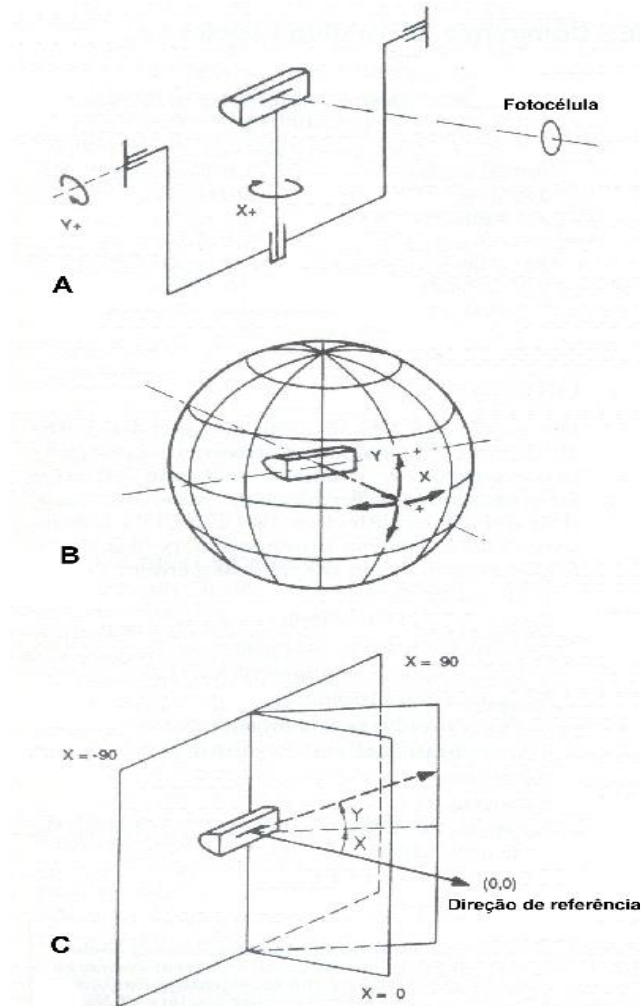 Fotocélula
Y+
X+
A
Y
+
X
+
B
X = 90
X = -90
Y
X
(0,0)
Direção de referência
C
X = 0